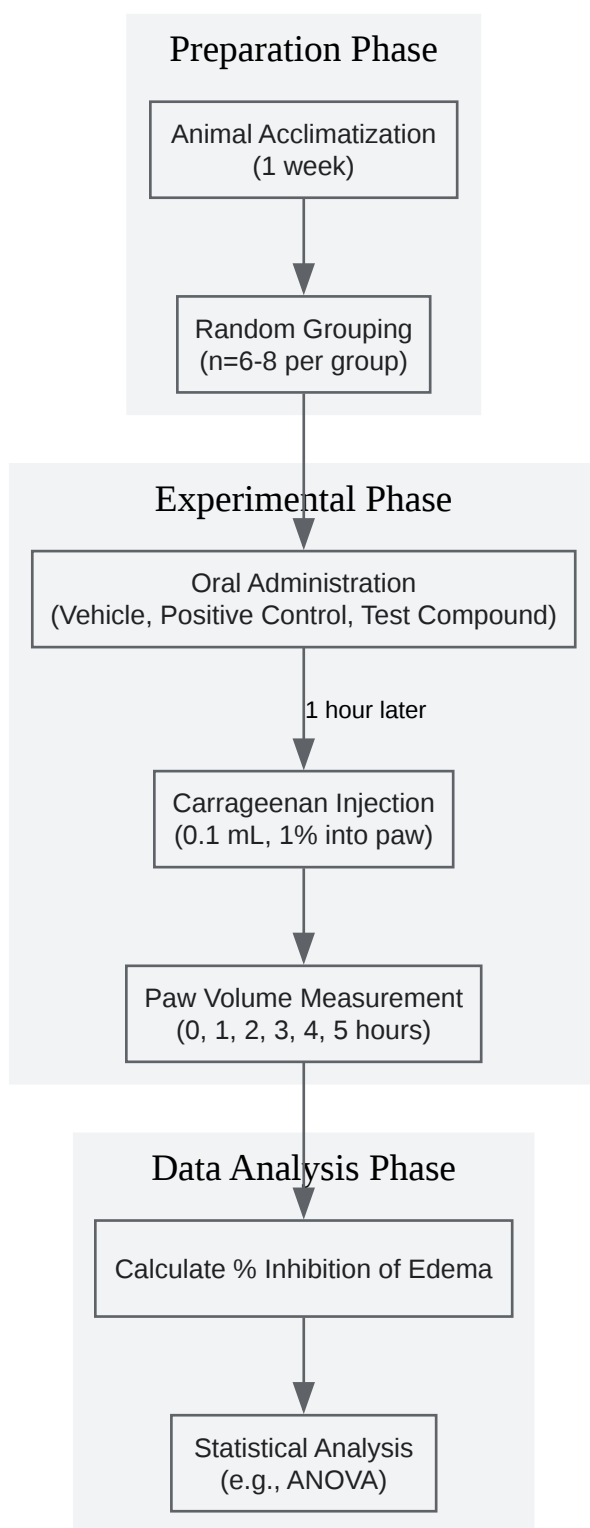 Preparation Phase
Animal Acclimatization
(1 week)
Random Grouping
(n=6-8 per group)
Experimental Phase
Oral Administration
(Vehicle, Positive Control, Test Compound)
1 hour later
Carrageenan Injection
(0.1 mL, 1% into paw)
Paw Volume Measurement
(0, 1, 2, 3, 4, 5 hours)
Data Analysis Phase
Calculate % Inhibition of Edema
Statistical Analysis
(e.g., ANOVA)